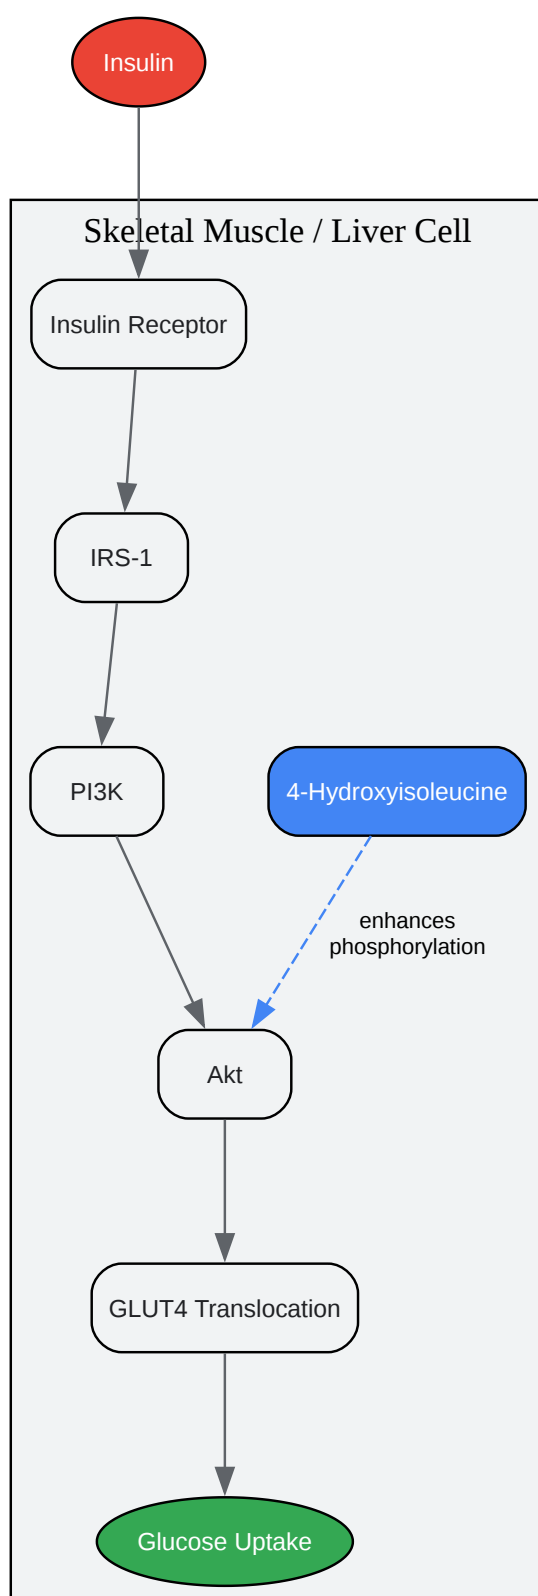 Insulin
Skeletal Muscle / Liver Cell
Insulin Receptor
IRS-1
PI3K
4-Hydroxyisoleucine
enhances
phosphorylation
Akt
GLUT4 Translocation
Glucose Uptake